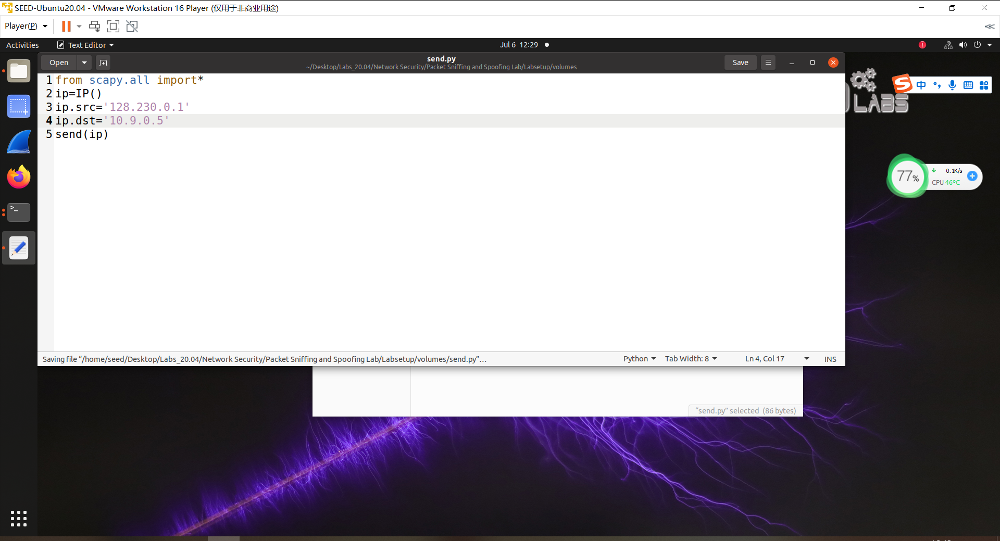 SEED-Ubuntu20.04 - VMware Workstation 16 Player (仅用于非商业用途)
Player(P)
Activities
Text Editor
Jul 6 12:29
Open
send.py
~/Desktop/Labs_20.04/Network Security/Packet Sniffing and Spoofing Lab/Labsetup/volumes
Save
1 from scapy.all import*
2 ip=IP()
3 ip.src='128.230.0.1'
4 ip.dst='10.9.0.5'
5 send(ip)
LABS
中
77%
0.1K/s
CPU 46°C
Saving file “/home/seed/Desktop/Labs_20.04/Network Security/Packet Sniffing and Spoofing Lab/Labsetup/volumes/send.py”…
Python
Tab Width: 8
Ln 4, Col 17
INS
“send.py” selected (86 bytes)